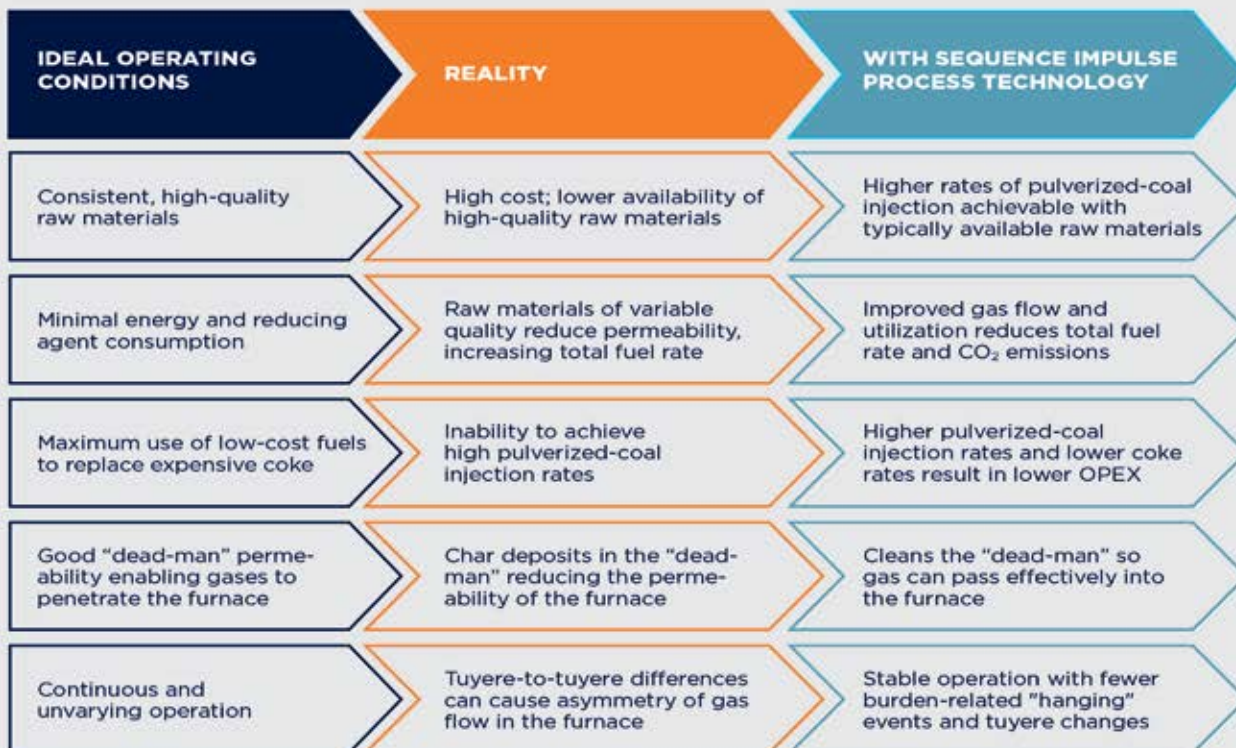 IDEAL OPERATING
CONDITIONS
REALITY
WITH SEQUENCE IMPULSE
PROCESS TECHNOLOGY
Consistent, high-quality
raw materials
High cost; lower availability of
high-quality raw materials
Higher rates of pulverized-coal
injection achievable with
typically available raw materials
Minimal energy and reducing
agent consumption
Raw materials of variable
quality reduce permeability,
increasing total fuel rate
Improved gas flow and
utilization reduces total fuel
rate and CO₂ emissions
Maximum use of low-cost fuels
to replace expensive coke
Inability to achieve
high pulverized-coal
injection rates
Higher pulverized-coal
injection rates and lower coke
rates result in lower OPEX
Good “dead-man” perme-
ability enabling gases to
penetrate the furnace
Char deposits in the “dead-
man” reducing the perme-
ability of the furnace
Cleans the “dead-man” so
gas can pass effectively into
the furnace
Continuous and
unvarying operation
Tuyere-to-tuyere differences
can cause asymmetry of gas
flow in the furnace
Stable operation with fewer
burden-related "hanging"
events and tuyere changes